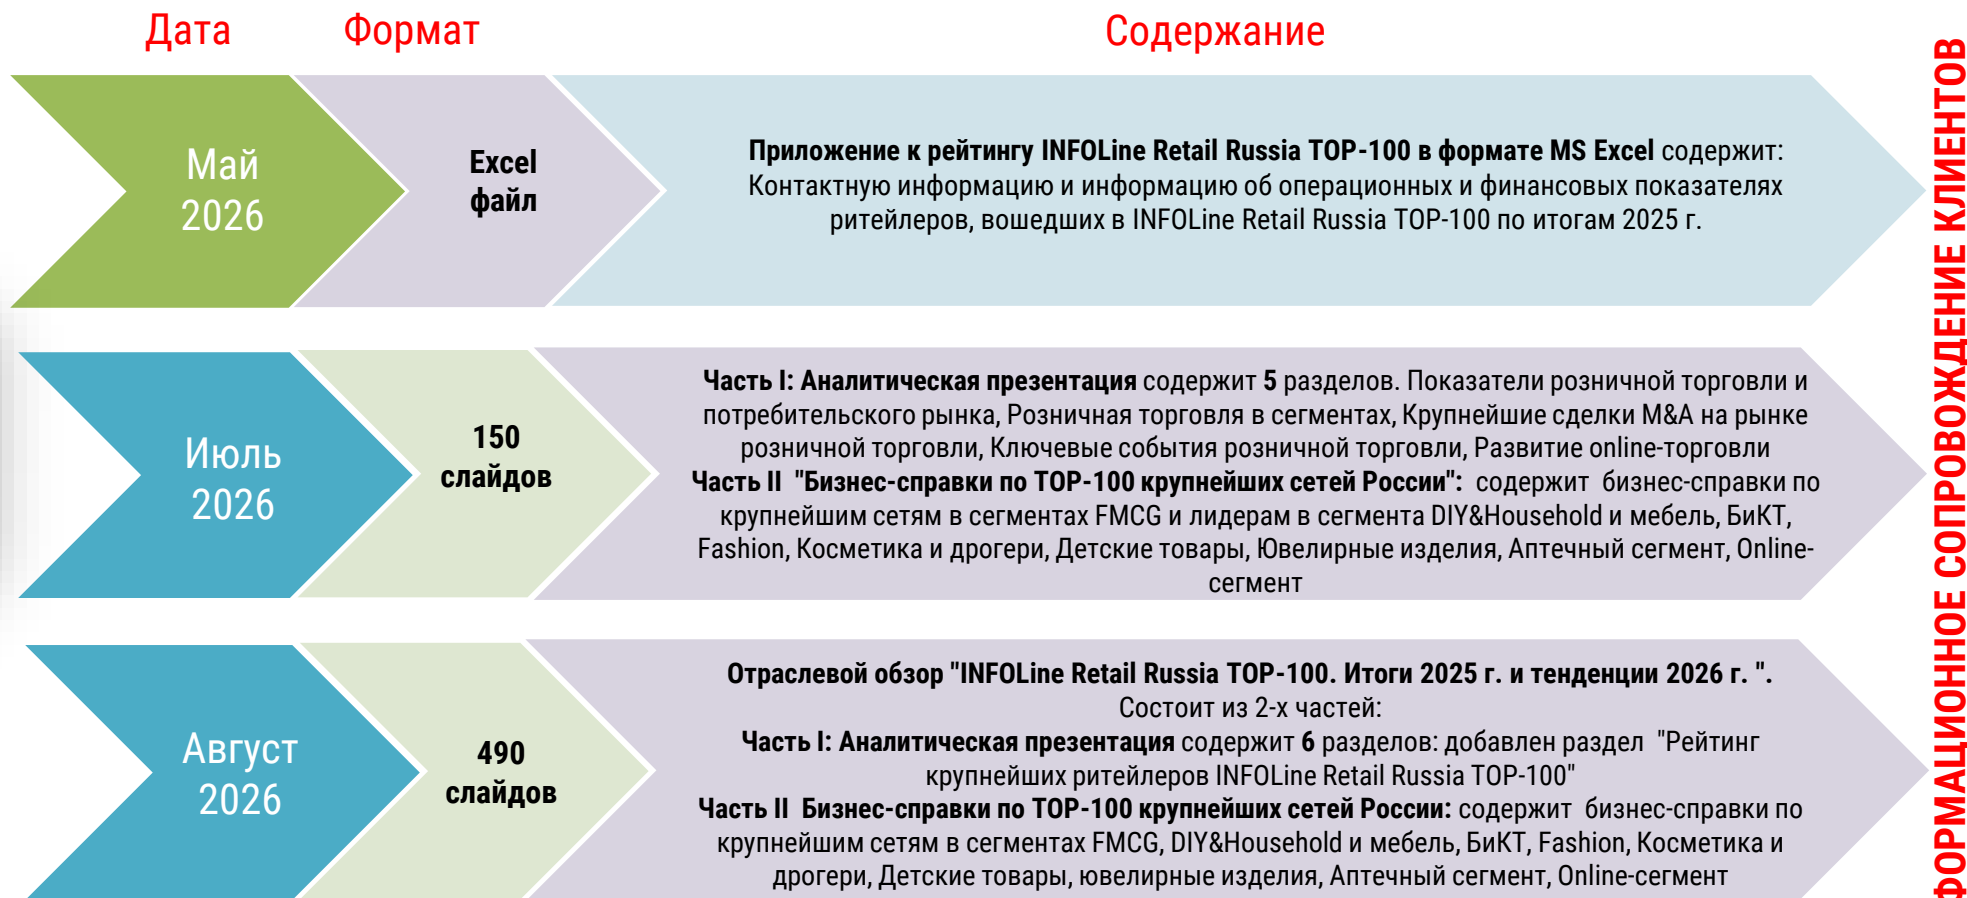 Дата
Формат
Содержание
Май
2026
Excel
файл
Приложение к рейтингу INFOLine Retail Russia TOP-100 в формате MS Excel содержит:
Контактную информацию и информацию об операционных и финансовых показателях
ритейлеров, вошедших в INFOLine Retail Russia TOP-100 по итогам 2025 г.
Июль
2026
150
слайдов
Часть I: Аналитическая презентация содержит 5 разделов. Показатели розничной торговли и
потребительского рынка, Розничная торговля в сегментах, Крупнейшие сделки M&A на рынке
розничной торговли, Ключевые события розничной торговли, Развитие online-торговли
Часть II "Бизнес-справки по TOP-100 крупнейших сетей России": содержит бизнес-справки по
крупнейшим сетям в сегментах FMCG и лидерам в сегмента DIY&Household и мебель, БиКТ,
Fashion, Косметика и дрогери, Детские товары, Ювелирные изделия, Аптечный сегмент, Online-
сегмент
Август
2026
490
слайдов
Отраслевой обзор "INFOLine Retail Russia TOP-100. Итоги 2025 г. и тенденции 2026 г. ".
Состоит из 2-х частей:
Часть I: Аналитическая презентация содержит 6 разделов: добавлен раздел "Рейтинг
крупнейших ритейлеров INFOLine Retail Russia TOP-100"
Часть II Бизнес-справки по TOP-100 крупнейших сетей России: содержит бизнес-справки по
крупнейшим сетям в сегментах FMCG, DIY&Household и мебель, БиКТ, Fashion, Косметика и
дрогери, Детские товары, ювелирные изделия, Аптечный сегмент, Online-сегмент
ФОРМАЦИОННОЕ СОПРОВОЖДЕНИЕ КЛИЕНТОВ